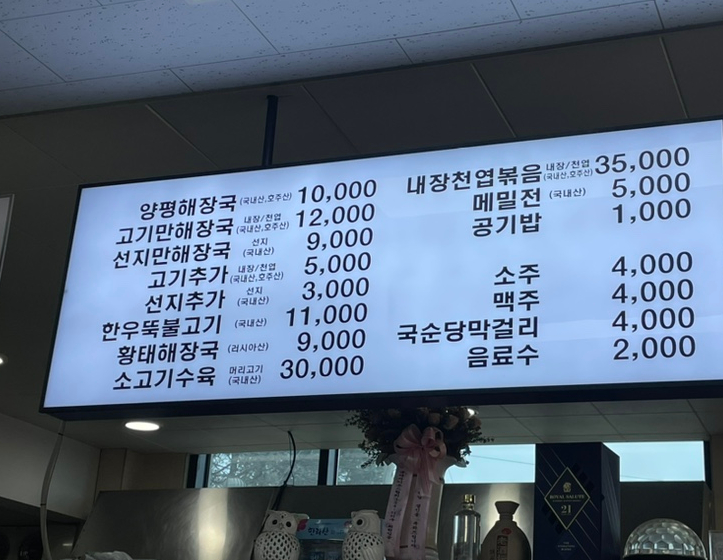 양평해장국 (국내산,호주산) 10,000
고기만해장국 내장/천엽 (국내산,호주산) 12,000
선지만해장국 선지 (국내산) 9,000
고기추가 내장/천엽 (국내산,호주산) 5,000
선지추가 선지 (국내산) 3,000
한우뚝불고기 (국내산) 11,000
황태해장국 (러시아산) 9,000
소고기수육 머리고기 (국내산) 30,000
내장천엽볶음 내장/천엽 (국내산,호주산) 35,000
메밀전 (국내산) 5,000
공기밥 1,000
소주 4,000
맥주 4,000
국순당막걸리 4,000
음료수 2,000
ROYAL SALUTE
21